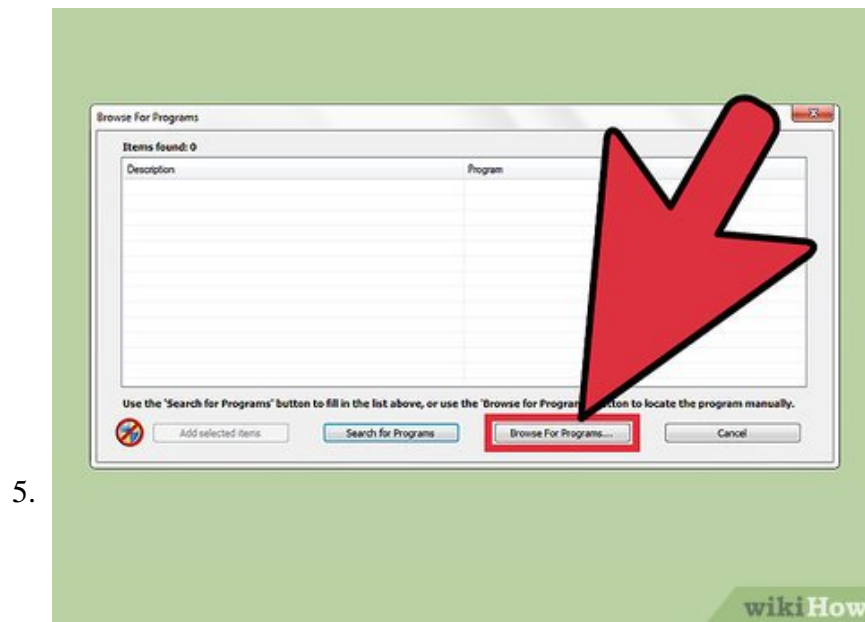 Browse For Programs
Items found: 0
Description Program
Use the 'Search for Programs' button to fill in the list above, or use the 'Browse for Program to locate the program manually.
Add selected items Search for Programs Browse For Programs... Cancel
5.
wikiHow